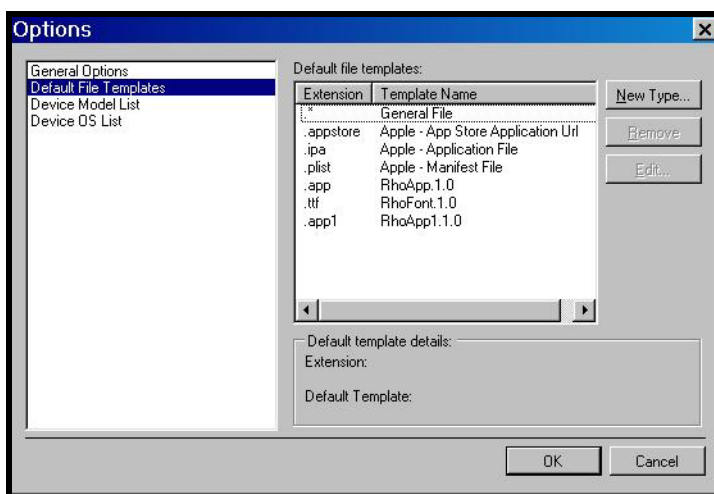 Options
General Options
Default File Templates
Device Model List
Device OS List
Default file templates:
Extension Template Name
.* General File
.appstore Apple - App Store Application Url
.ipa Apple - Application File
.plist Apple - Manifest File
.app RhoApp.1.0
.ttf RhoFont.1.0
.app1 RhoApp1.1.0
New Type...
Remove
Edit...
Default template details:
Extension:
Default Template:
OK
Cancel